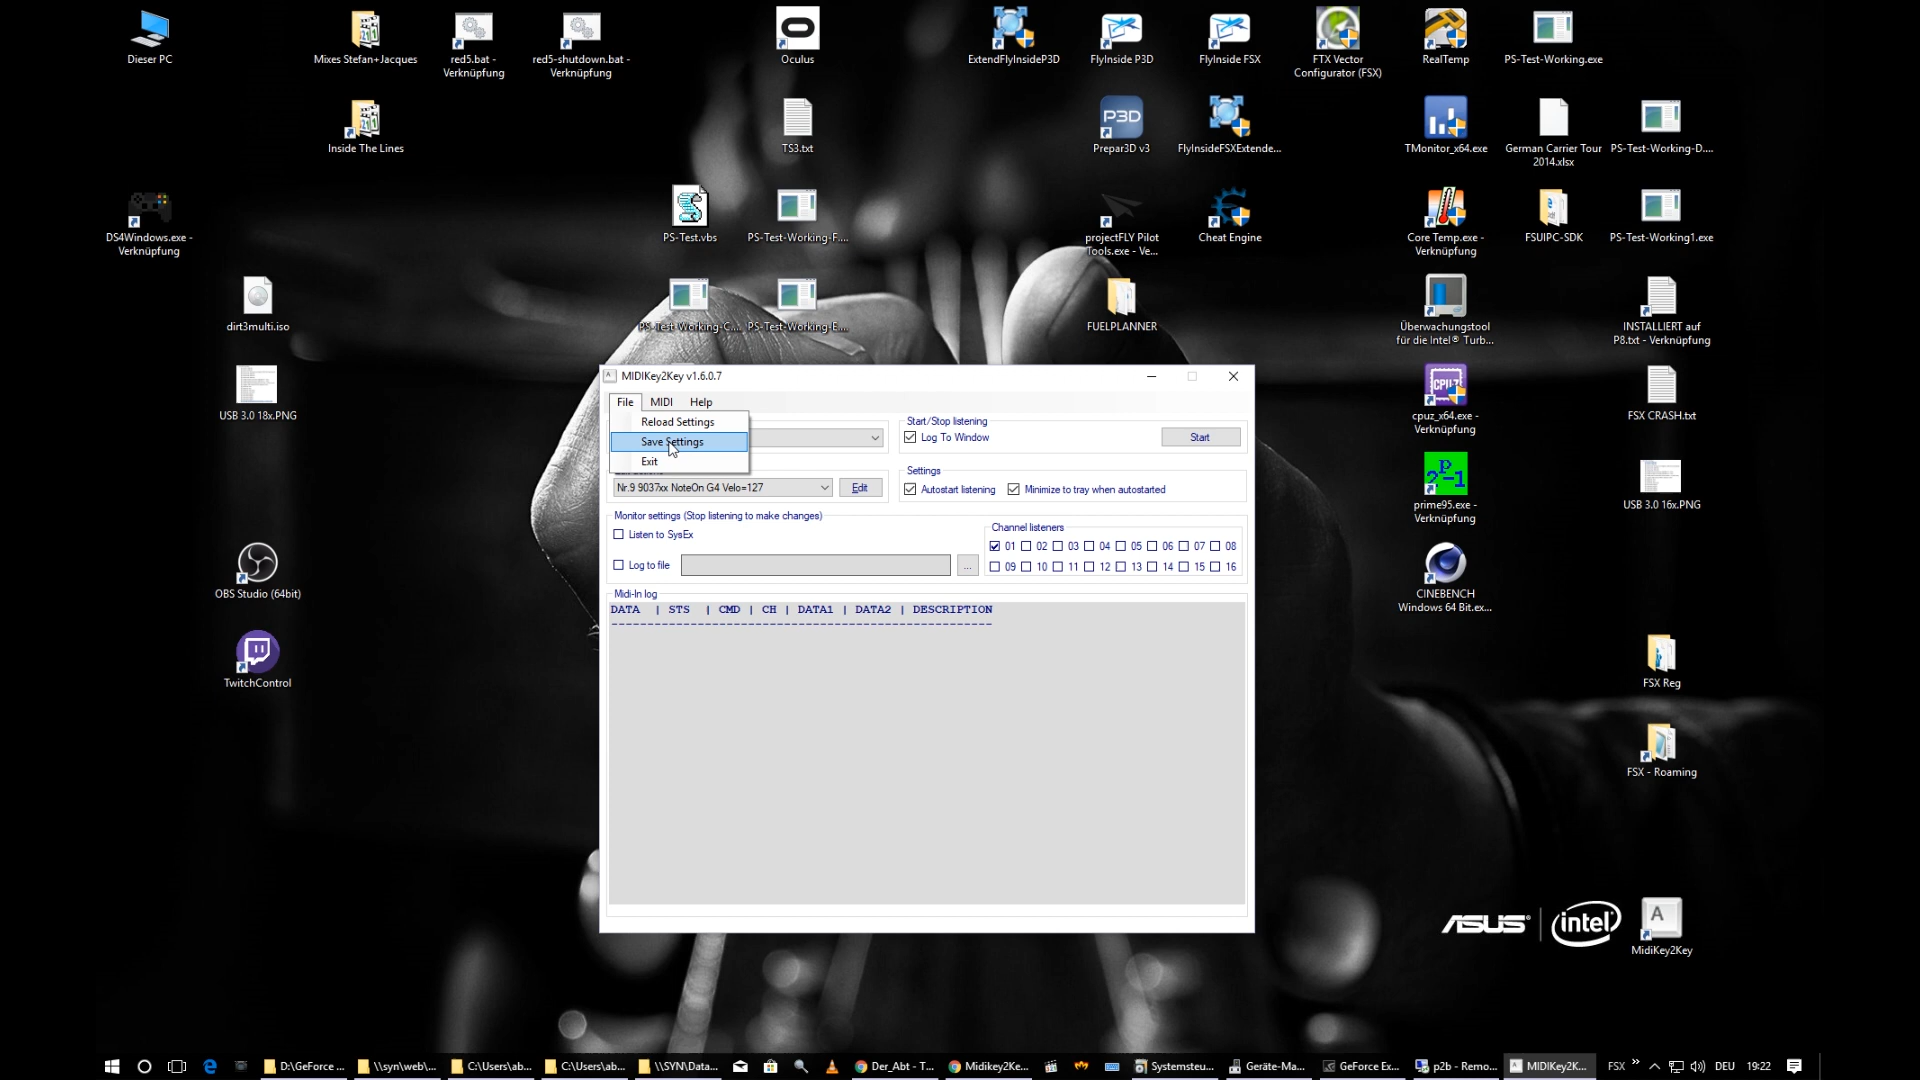 Dieser PC
Mixes Stefan+Jacques
red5.bat -
Verknüpfung
red5-shutdown.bat -
Verknüpfung
Oculus
ExtendFlyInsideP3D
FlyInside P3D
FlyInside FSX
FTX Vector
Configurator (FSX)
RealTemp
PS-Test-Working.exe
Inside The Lines
TS3.txt
P3D
Prepar3D v3
FlyInsideFSXExtende...
TMonitor_x64.exe
German Carrier Tour
2014.xlsx
PS-Test-Working-D....
DS4Windows.exe -
Verknüpfung
PS-Test.vbs
PS-Test-Working-F....
projectFLY Pilot
Tools.exe - Ve...
Cheat Engine
Core Temp.exe -
Verknüpfung
FSUIPC-SDK
PS-Test-Working1.exe
dirt3multi.iso
PS-Test-Working-C....
PS-Test-Working-E....
FUELPLANNER
Überwachungstool
für die Intel® Turb...
INSTALLIERT auf
P8.txt - Verknüpfung
USB 3.0 18x.PNG
CPUZ
cpuz_x64.exe -
Verknüpfung
FSX CRASH.txt
2P-1
prime95.exe -
Verknüpfung
USB 3.0 16x.PNG
OBS Studio (64bit)
CINEBENCH
Windows 64 Bit.ex...
TwitchControl
FSX Reg
FSX - Roaming
ASUS
intel
A
MidiKey2Key
MIDIKey2Key v1.6.0.7
File MIDI Help
Reload Settings
Save Settings
Exit
Start/Stop listening
Log To Window
Start
Nr.9 9037xx NoteOn G4 Velo=127
Edit
Settings
Autostart listening
Minimize to tray when autostarted
Monitor settings (Stop listening to make changes)
Listen to SysEx
Log to file
...
Channel listeners
01 02 03 04 05 06 07 08
09 10 11 12 13 14 15 16
Midi-In log
DATA | STS | CMD | CH | DATA1 | DATA2 | DESCRIPTION
-----------------------------------------------------
D:\GeForce ...
\\syn\web\...
C:\Users\ab...
C:\Users\ab...
\\SYN\Data...
Der_Abt - T...
Midikey2Ke...
Systemsteu...
Geräte-Ma...
GeForce Ex...
p2b - Remo...
MIDIKey2K...
FSX
DEU
19:22